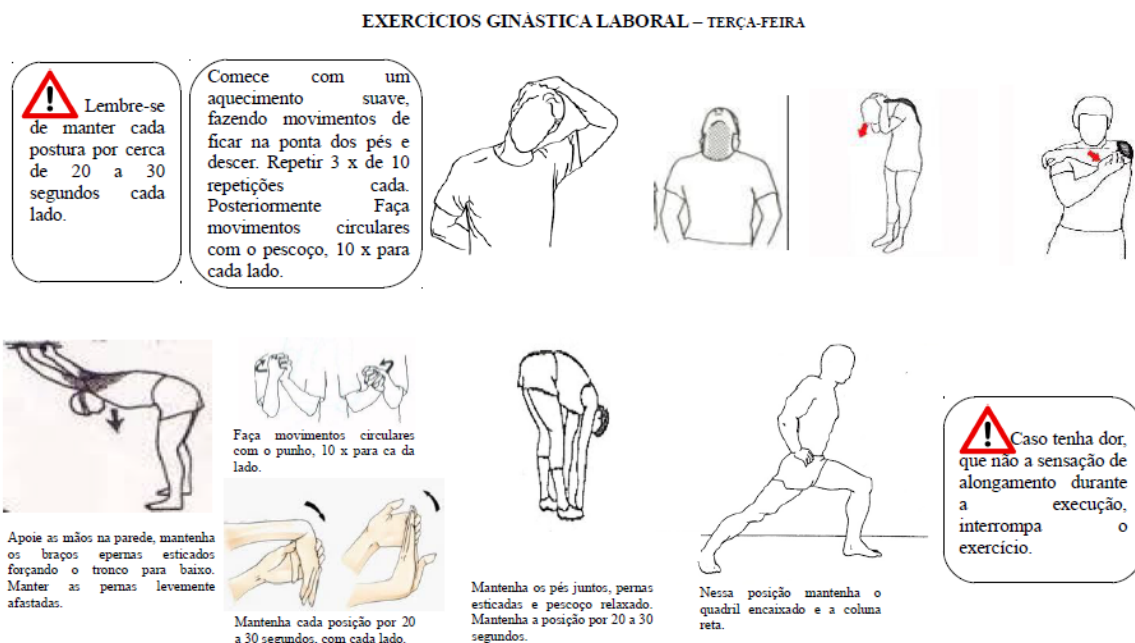 EXERCÍCIOS GINÁSTICA LABORAL – TERÇA-FEIRA
Lembre-se
de manter cada
postura por cerca
de 20 a 30
segundos cada
lado.
Comece com um
aquecimento suave,
fazendo movimentos de
ficar na ponta dos pés e
descer. Repetir 3 x de 10
repetições cada.
Posteriormente Faça
movimentos circulares
com o pescoço, 10 x para
cada lado.
Apoie as mãos na parede, mantenha
os braços epernas esticados
forçando o tronco para baixo.
Manter as pernas levemente
afastadas.
Faça movimentos circulares
com o punho, 10 x para ca da
lado.
Mantenha cada posição por 20
a 30 segundos, com cada lado.
Mantenha os pés juntos, pernas
esticadas e pescoço relaxado.
Mantenha a posição por 20 a 30
segundos.
Nessa posição mantenha o
quadril encaixado e a coluna
reta.
Caso tenha dor,
que não a sensação de
alongamento durante
a execução,
interrompa o
exercício.